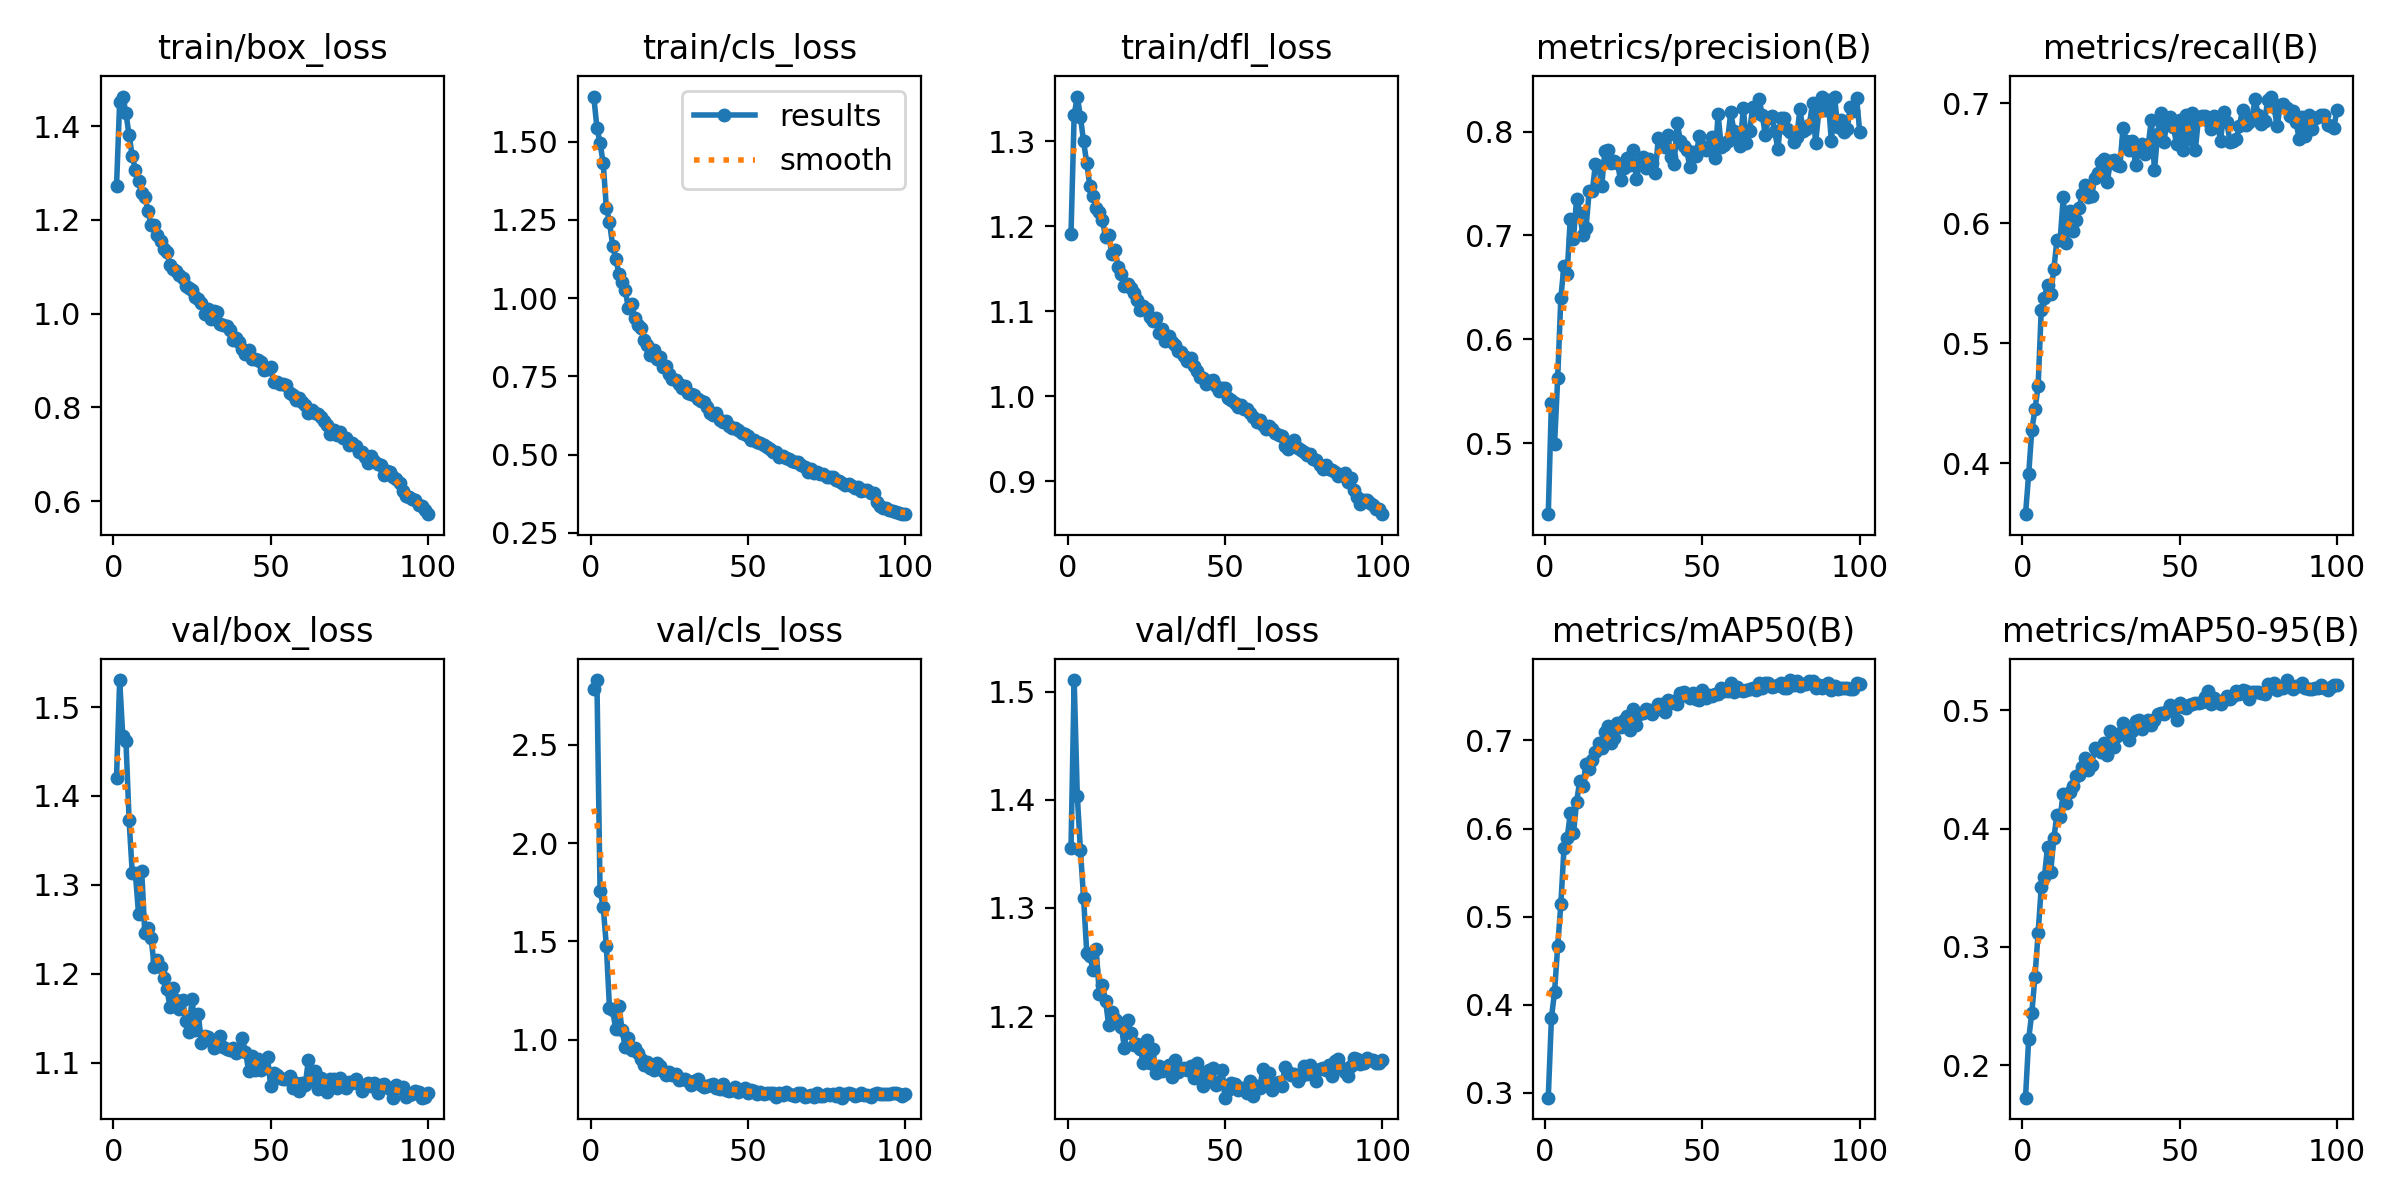 train/box_loss
1.4
1.2
1.0
0.8
0.6
0 50 100
train/cls_loss
results
smooth
1.50
1.25
1.00
0.75
0.50
0.25
0 50 100
train/dfl_loss
1.3
1.2
1.1
1.0
0.9
0 50 100
metrics/precision(B)
0.8
0.7
0.6
0.5
0 50 100
metrics/recall(B)
0.7
0.6
0.5
0.4
0 50 100
val/box_loss
1.5
1.4
1.3
1.2
1.1
0 50 100
val/cls_loss
2.5
2.0
1.5
1.0
0 50 100
val/dfl_loss
1.5
1.4
1.3
1.2
0 50 100
metrics/mAP50(B)
0.7
0.6
0.5
0.4
0.3
0 50 100
metrics/mAP50-95(B)
0.5
0.4
0.3
0.2
0 50 100